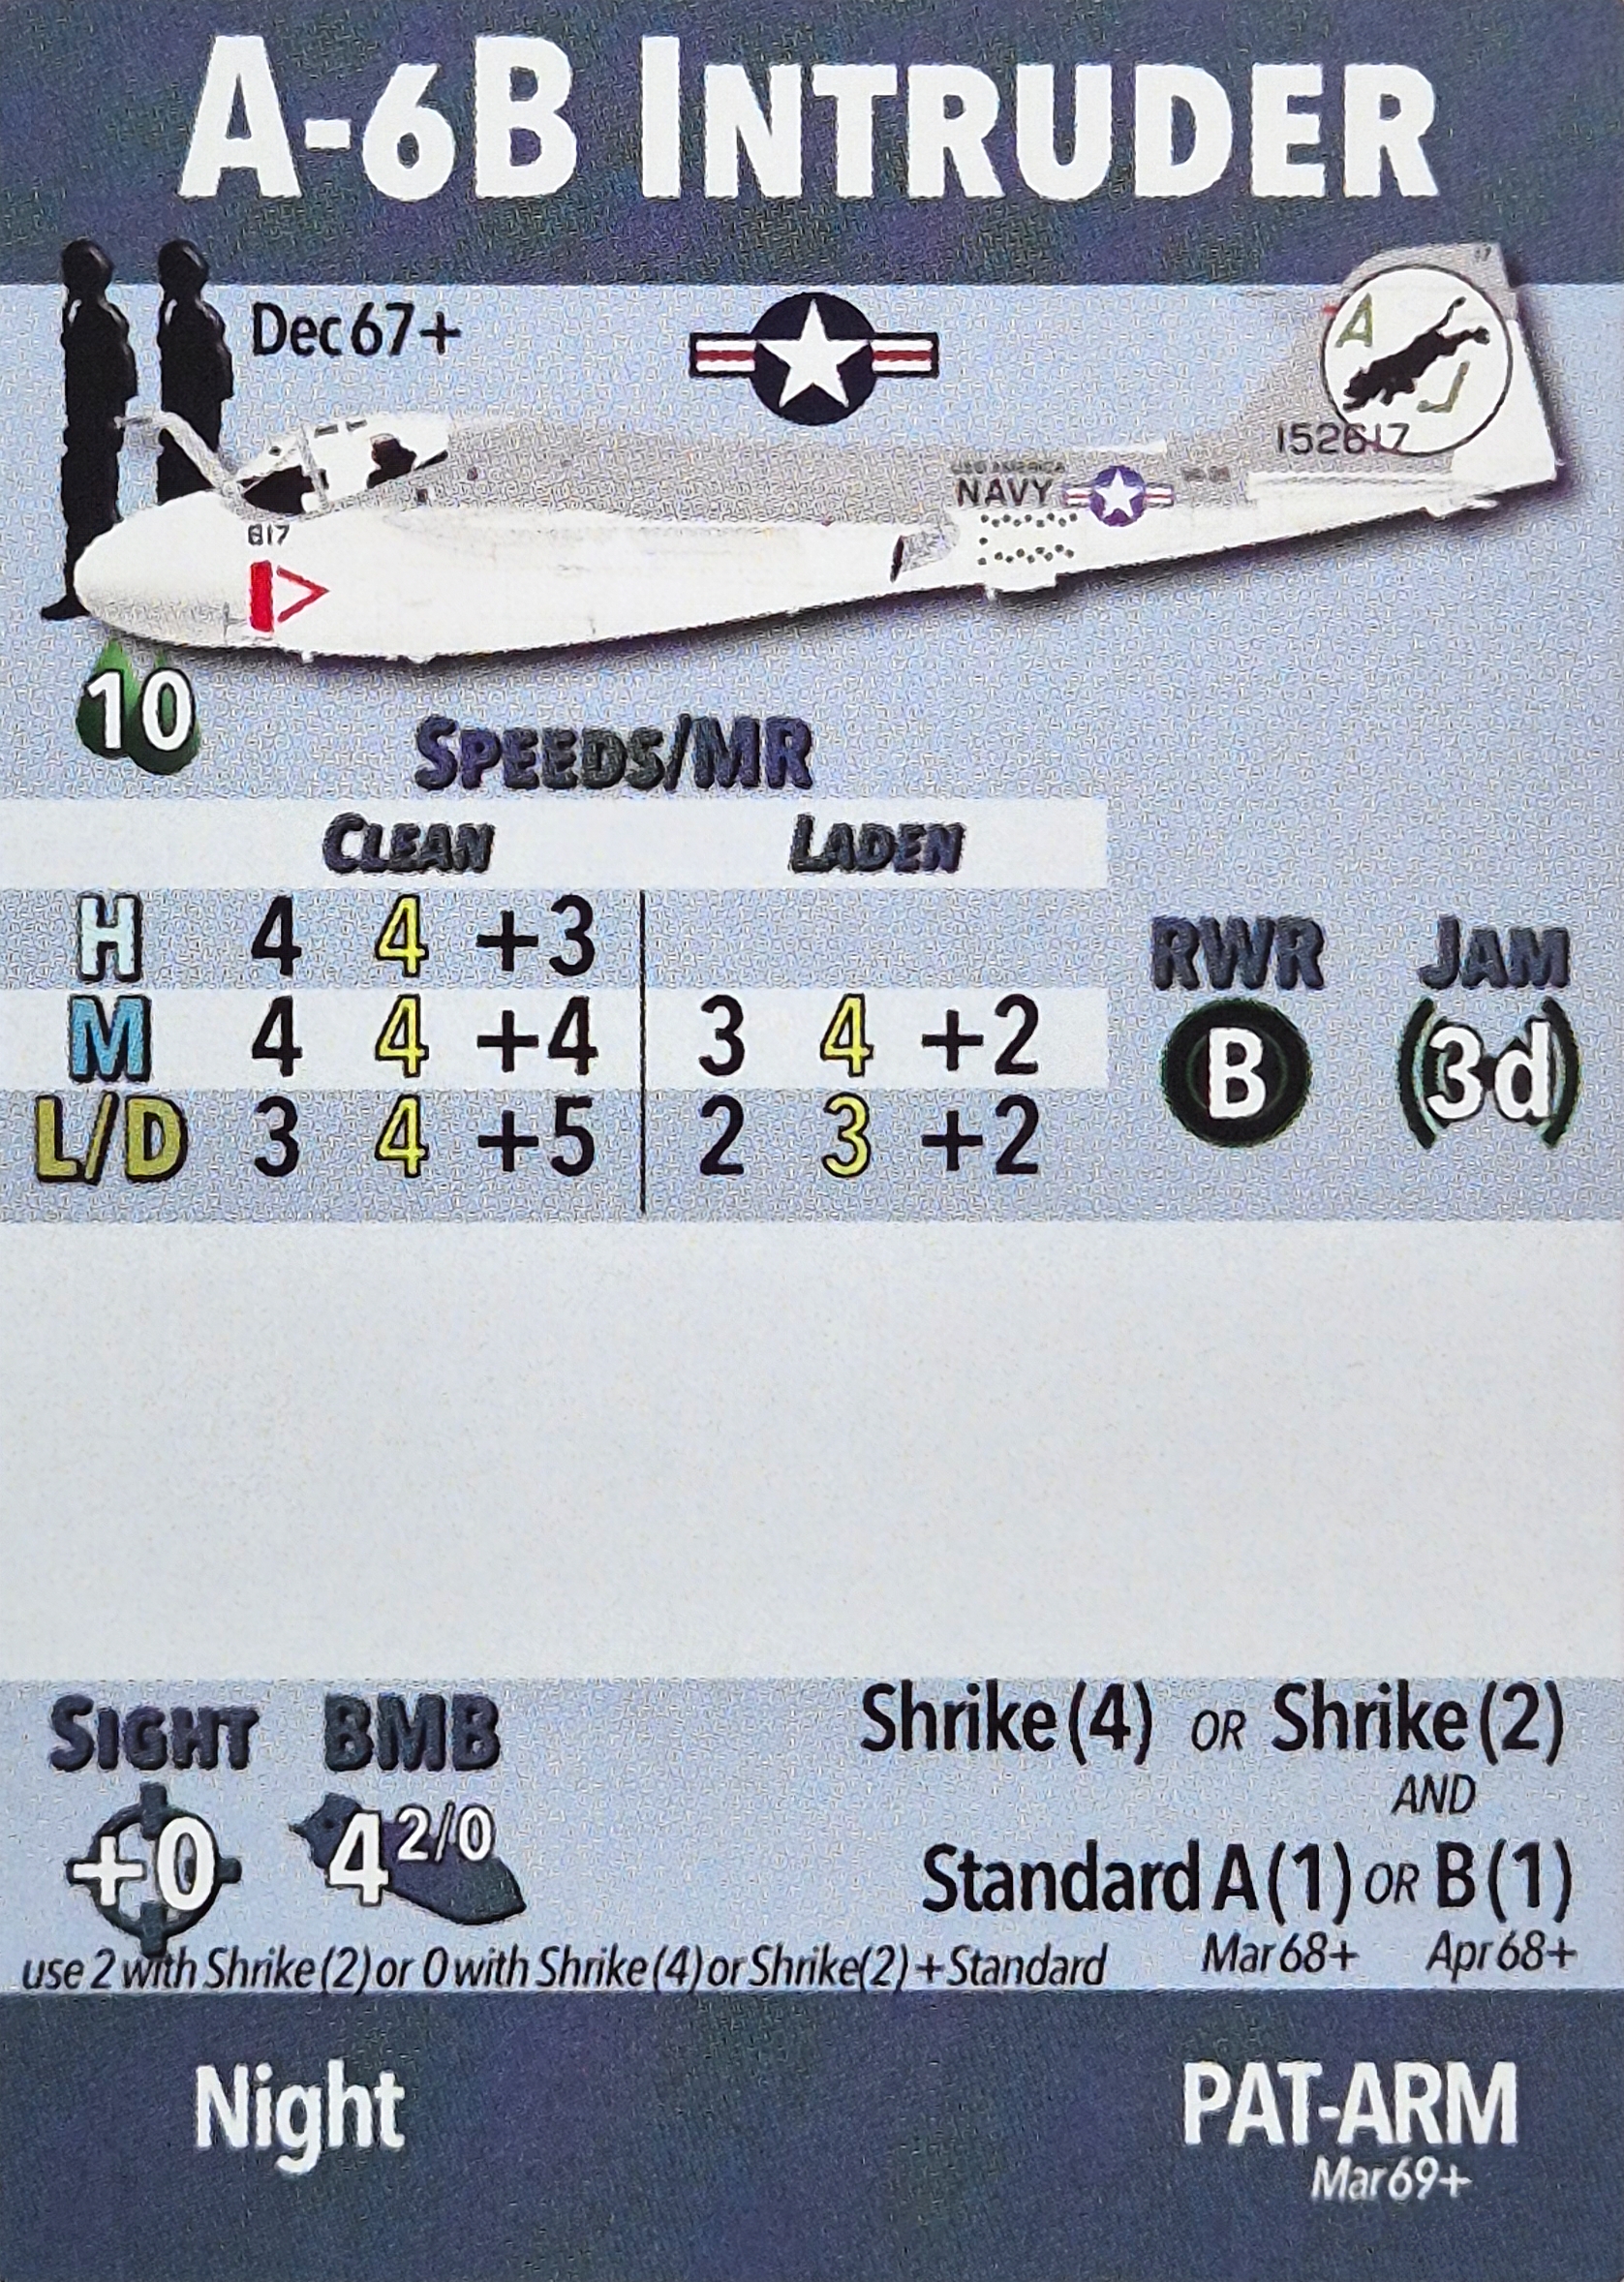 A-6B INTRUDER
Dec 67+
17
A
J
152617
USS AMERICA
NAVY
617
10
SPEEDS/MR
CLEAN LADEN
H 4 4 +3
M 4 4 +4 3 4 +2
L/D 3 4 +5 2 3 +2
RWR JAM
B (3d)
SIGHT BMB
+0 4 2/0
Shrike (4) OR Shrike (2)
AND
Standard A (1) OR B (1)
Mar 68+ Apr 68+
use 2 with Shrike (2) or 0 with Shrike (4) or Shrike(2) + Standard
Night
PAT-ARM
Mar 69+